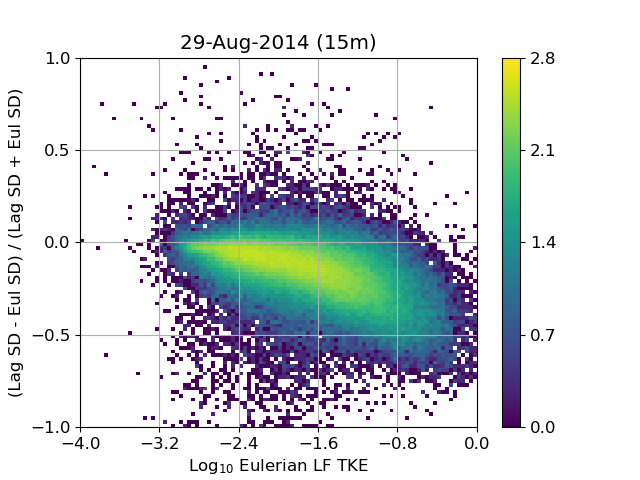 29-Aug-2014 (15m)
(Lag SD - Eul SD) / (Lag SD + Eul SD)
1.0
0.5
0.0
−0.5
−1.0
−4.0 −3.2 −2.4 −1.6 −0.8 0.0
Log10 Eulerian LF TKE
2.8
2.1
1.4
0.7
0.0